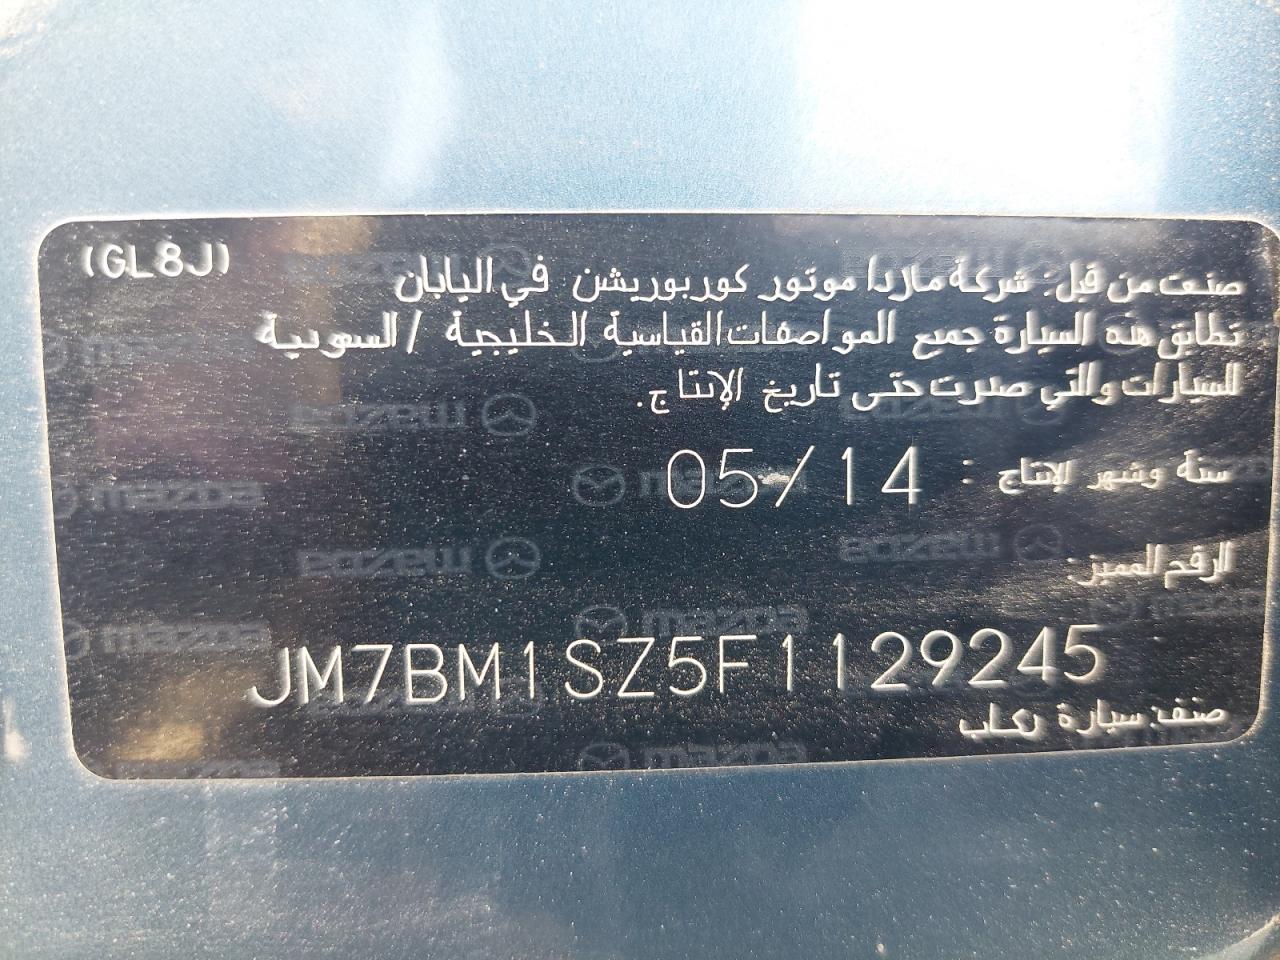 (GL8J)
صنعت من قبل: شركة مازدا موتور كوربوريشن في اليابان
تطابق هذه السيارة جميع المواصفات القياسية الخليجية / السعودية
للسيارات والتي صدرت حتى تاريخ الإنتاج.
سنة وشهر الإنتاج : 05/14
الرقم المميز:
JM7BM1SZ5F1129245
صنف: سيارة ركاب